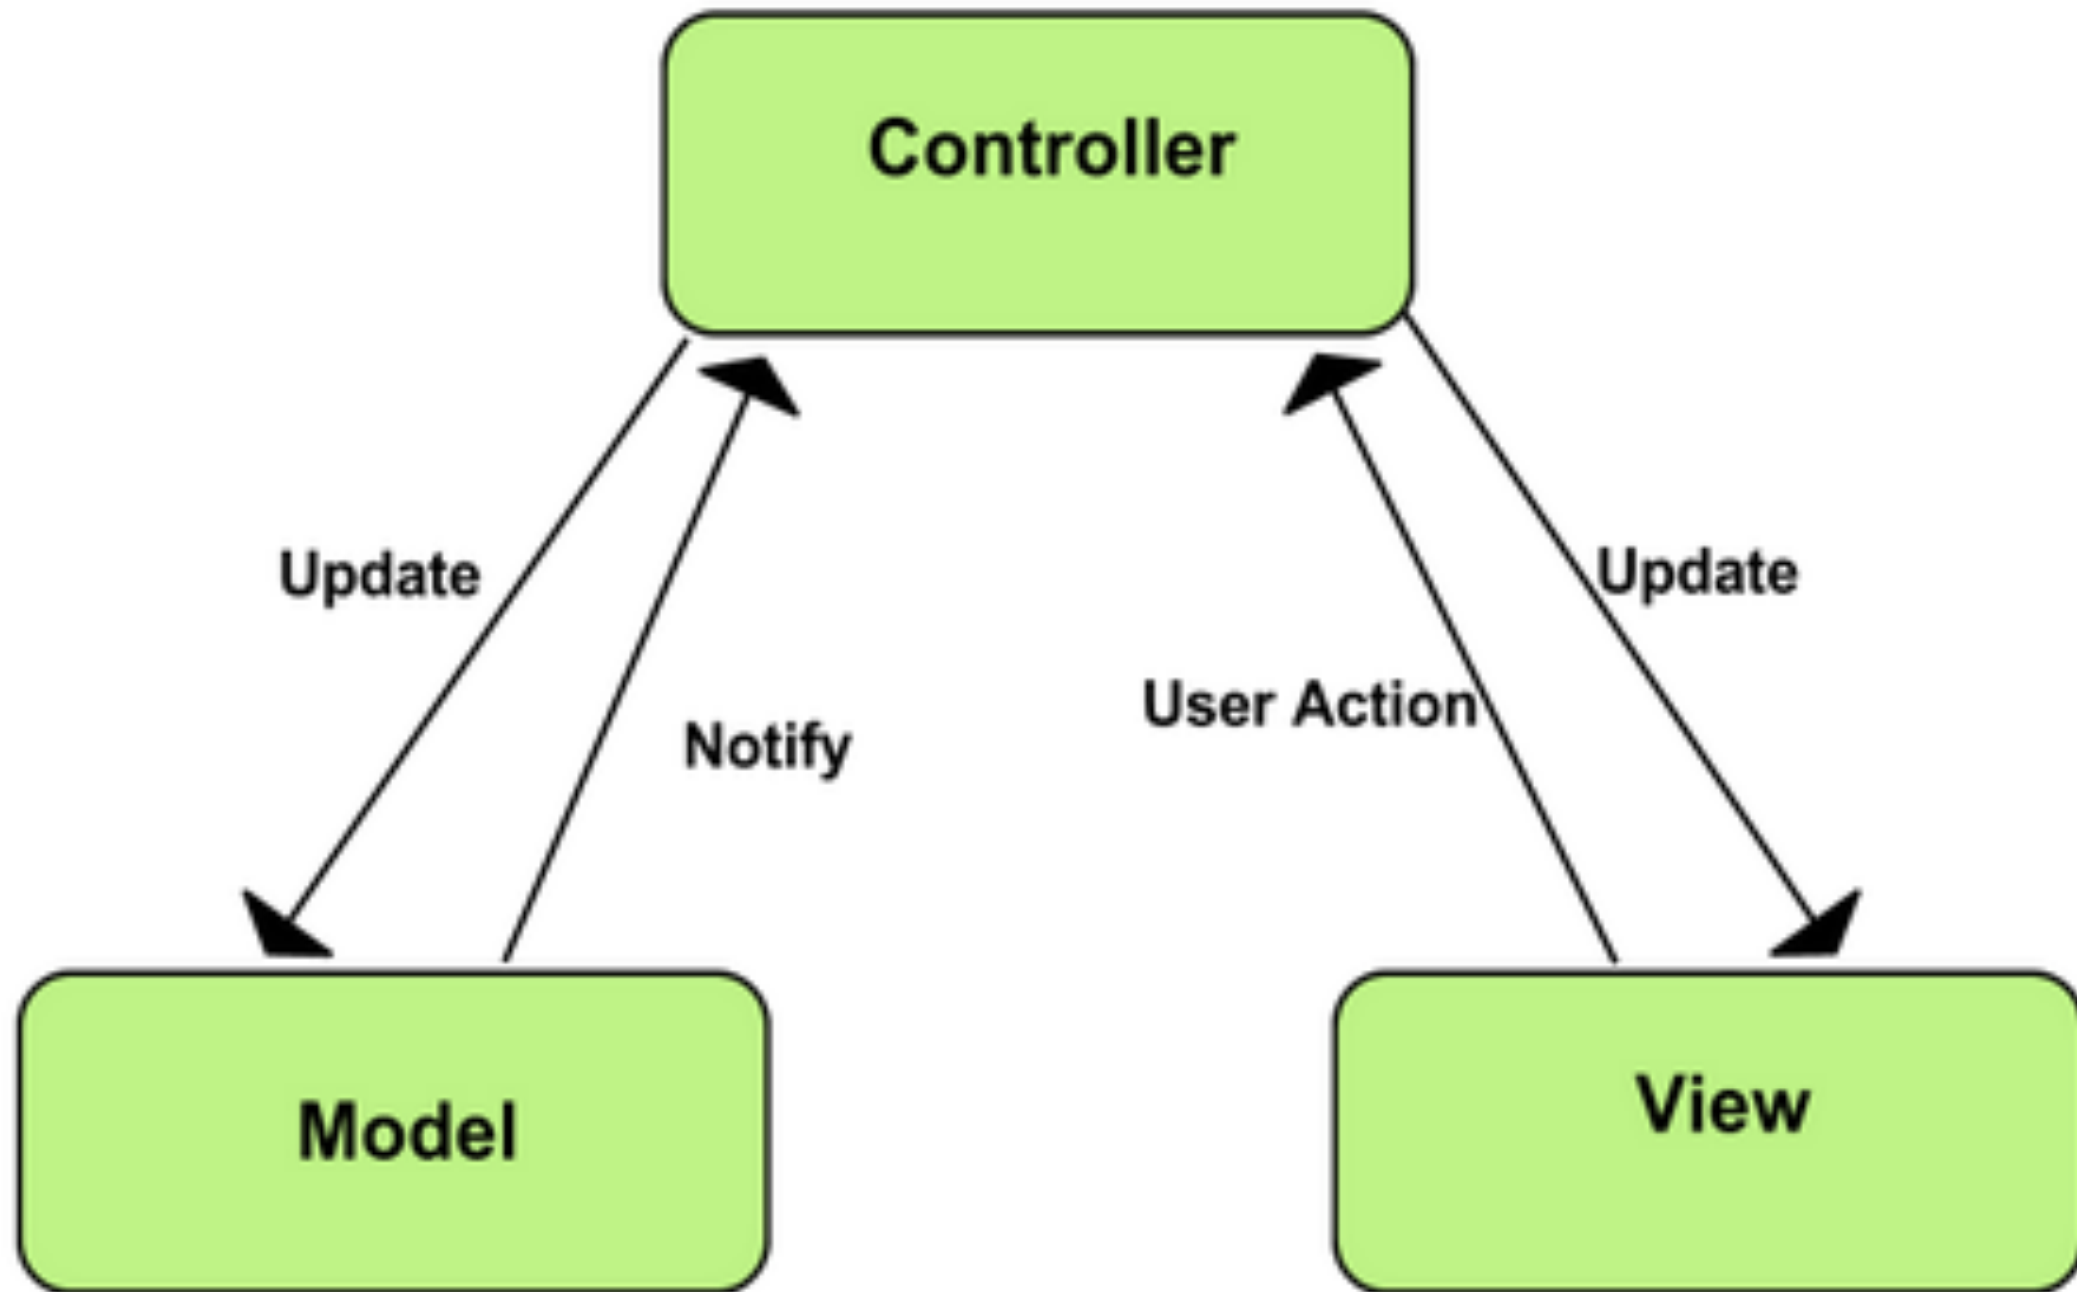 Controller
Update
Update
User Action
Notify
Model
View